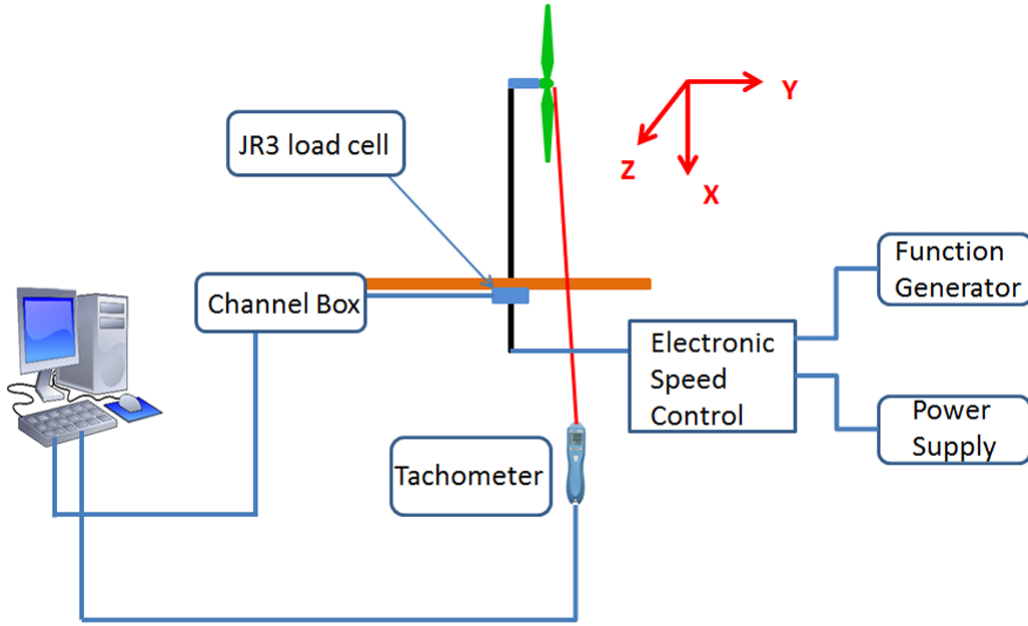 Y
Z
X
JR3 load cell
Function
Generator
Channel Box
Electronic
Speed
Control
Power
Supply
Tachometer